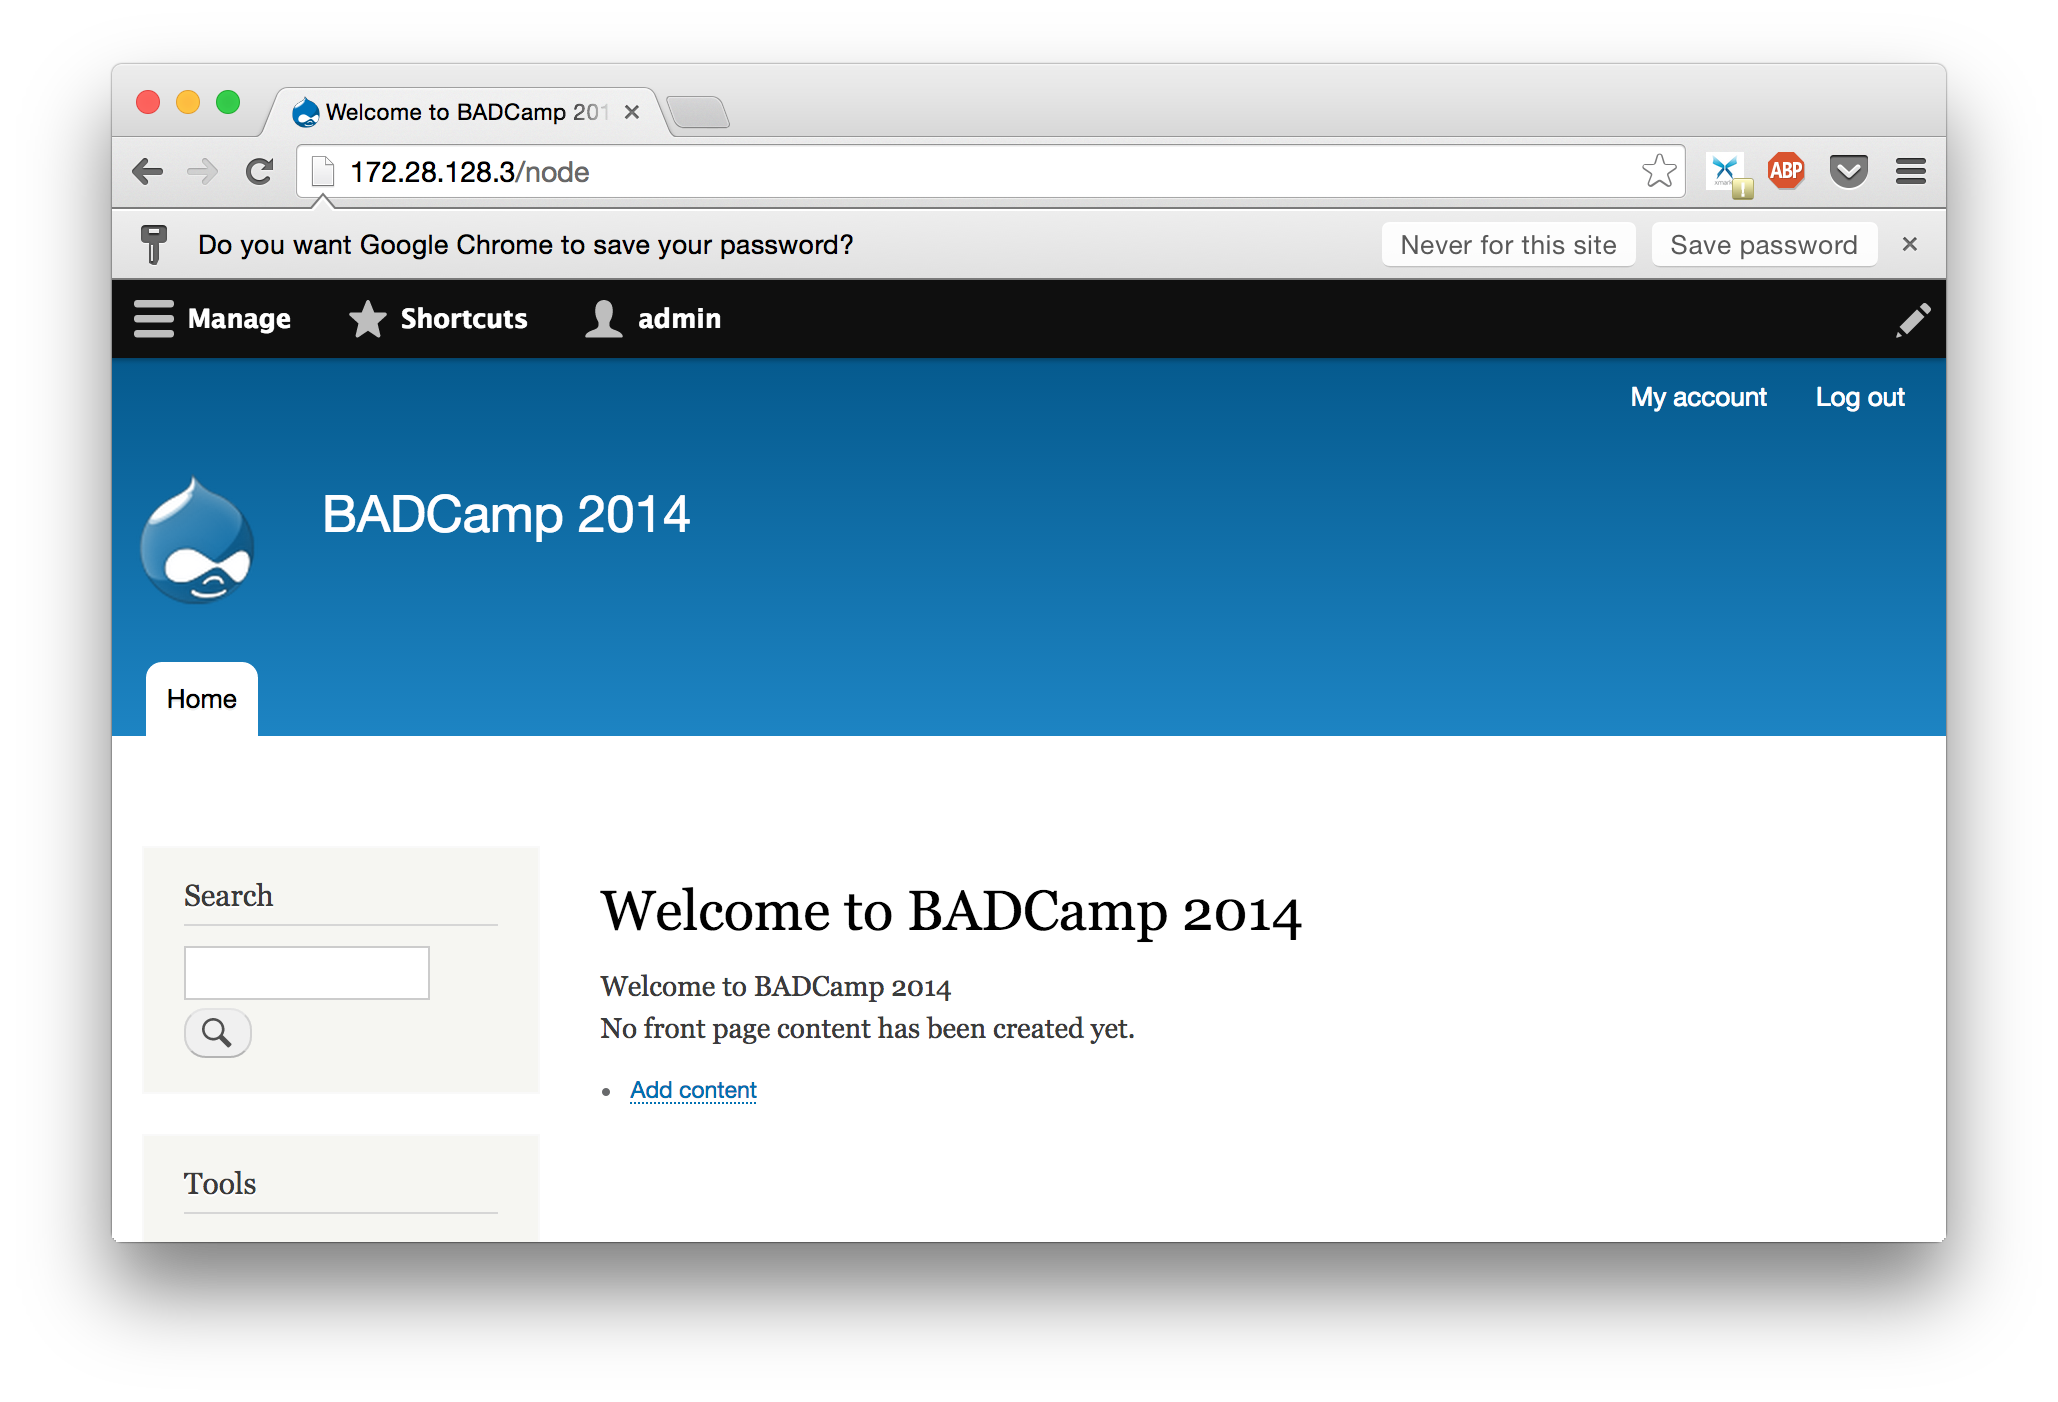 Welcome to BADCamp 201
172.28.128.3/node
ABP
Do you want Google Chrome to save your password?
Never for this site
Save password
Manage
Shortcuts
admin
My account
Log out
BADCamp 2014
Home
Search
Welcome to BADCamp 2014
Welcome to BADCamp 2014
No front page content has been created yet.
Add content
Tools